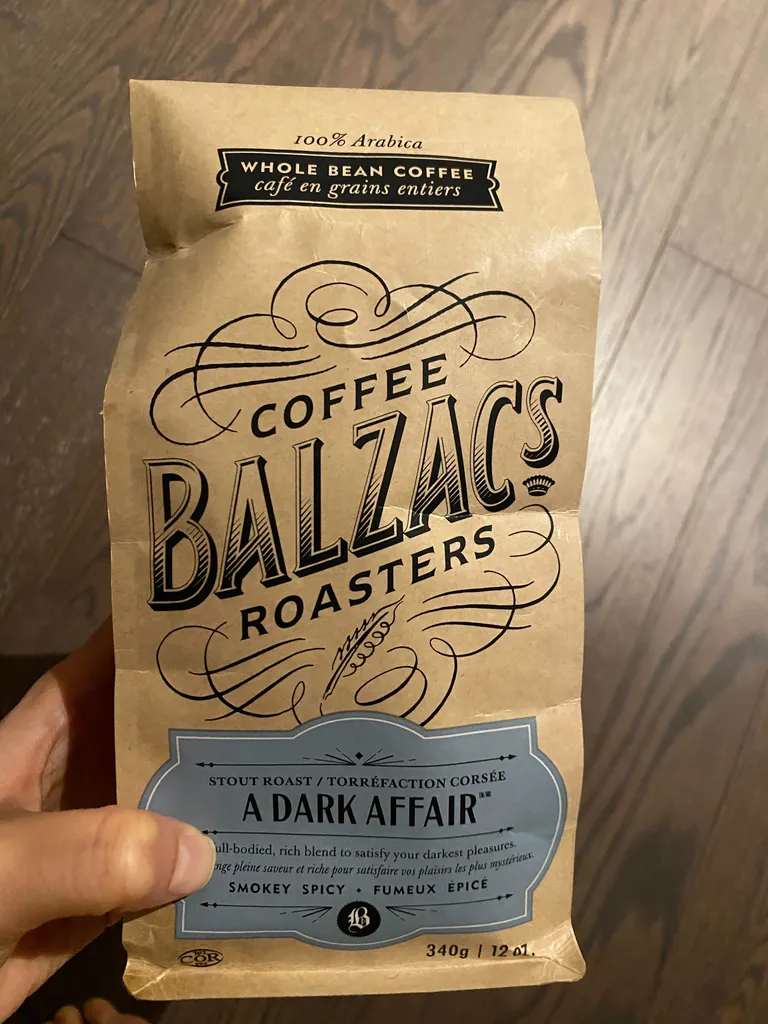 100% Arabica
WHOLE BEAN COFFEE
café en grains entiers
COFFEE
BALZAC'S
ROASTERS
STOUT ROAST / TORRÉFACTION CORSÉE
A DARK AFFAIR
rich blend to satisfy your darkest pleasures.
pleine saveur et riche pour satisfaire vos plaisirs les plus mystérieux.
SMOKEY SPICY • FUMEUX ÉPICÉ
B
COR
340g | 12 oz.